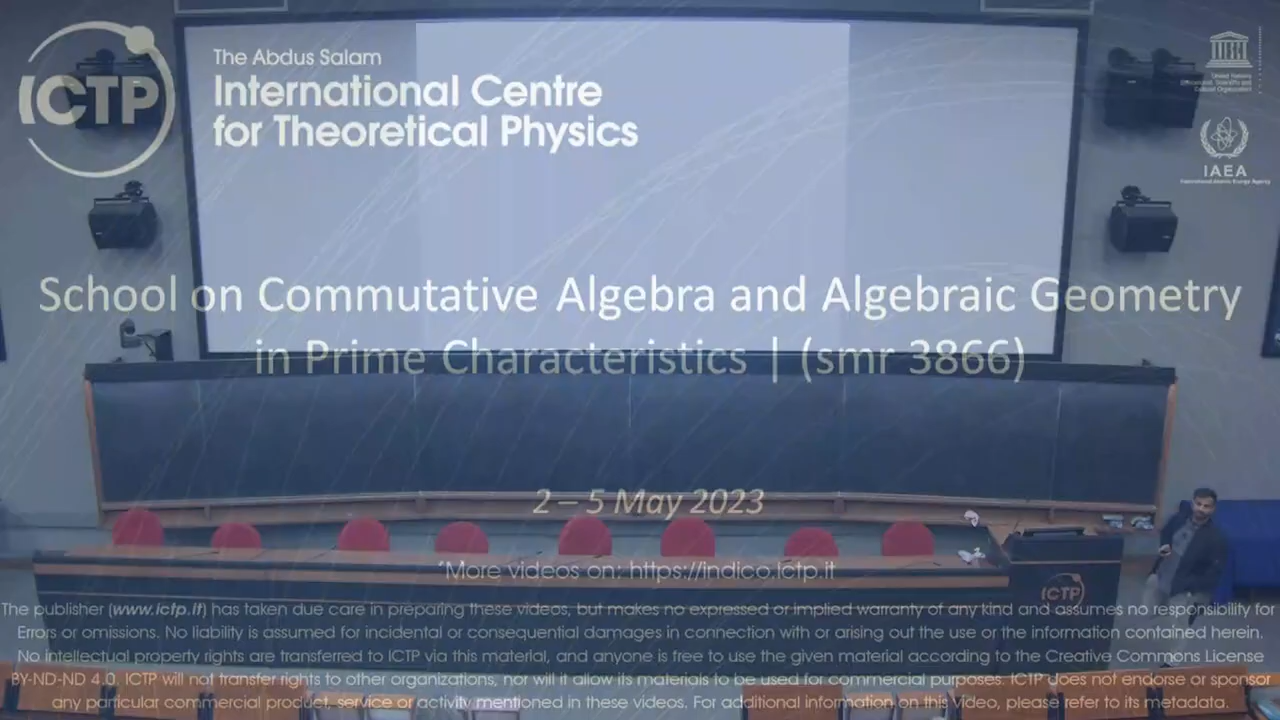 ICTP
The Abdus Salam
International Centre
for Theoretical Physics
IAEA
International Atomic Energy Agency
School on Commutative Algebra and Algebraic Geometry
in Prime Characteristics | (smr 3866)
2 – 5 May 2023
*More videos on: https://indico.ictp.it
ICTP
The publisher (www.ictp.it) has taken due care in preparing these videos, but makes no expressed or implied warranty of any kind and assumes no responsibility for
Errors or omissions. No liability is assumed for incidental or consequential damages in connection with or arising out the use or the information contained herein.
No intellectual property rights are transferred to ICTP via this material, and anyone is free to use the given material according to the Creative Commons License
BY-ND-ND 4.0. ICTP will not transfer rights to other organizations, nor will it allow its materials to be used for commercial purposes. ICTP does not endorse or sponsor
any particular commercial product, service or activity mentioned in these videos. For additional information on this video, please refer to its metadata.